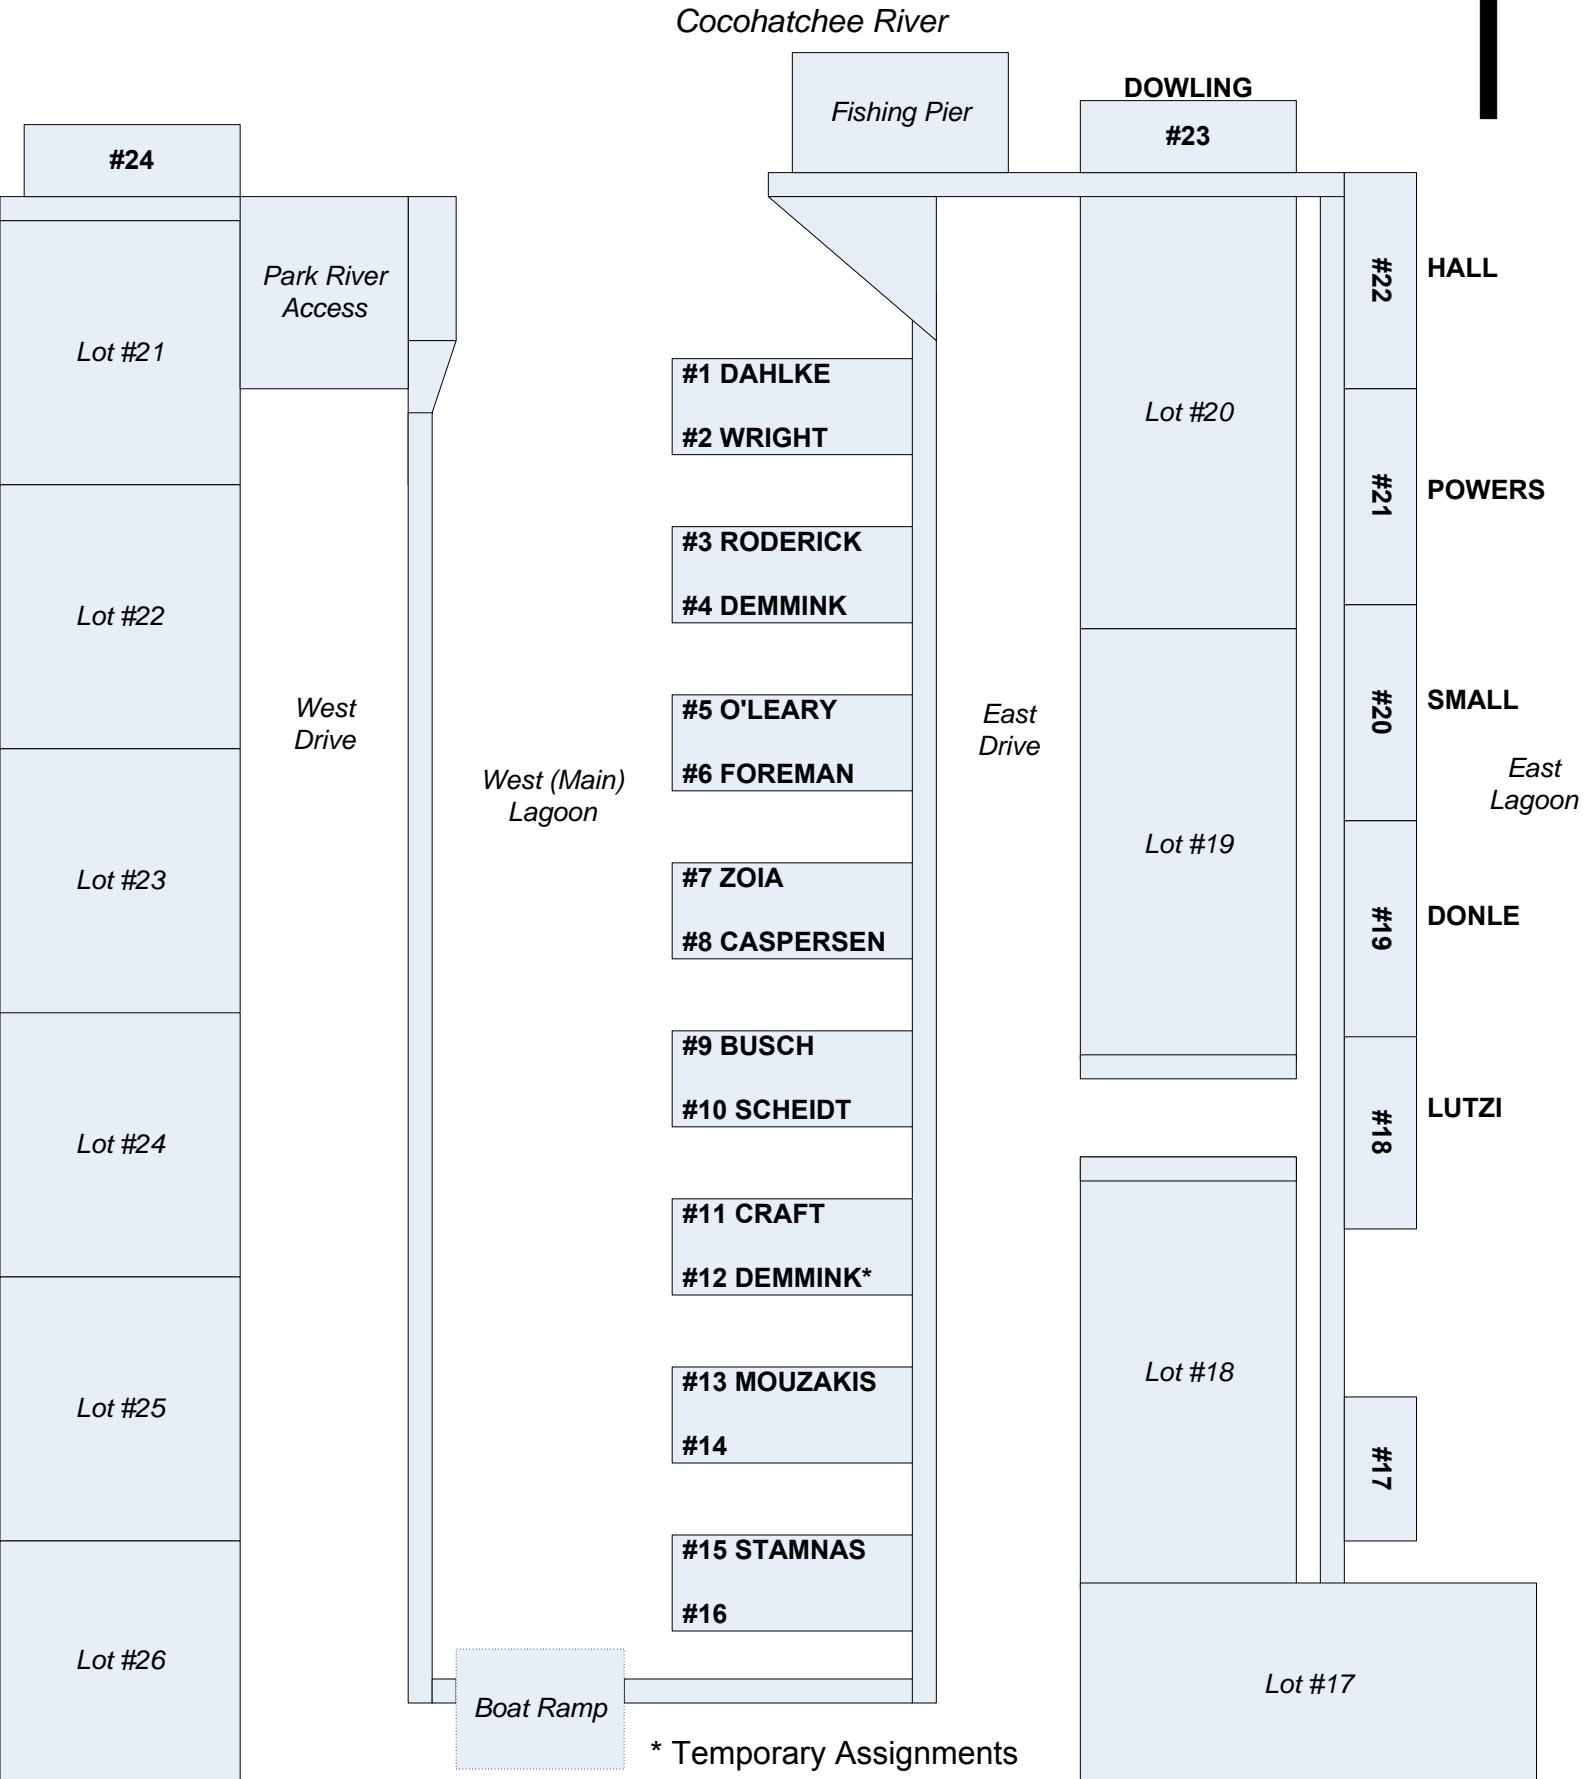 Cocohatchee River
Fishing Pier
DOWLING
#23
#24
Park River
Access
Lot #21
Lot #22
Lot #23
Lot #24
Lot #25
Lot #26
West
Drive
West (Main)
Lagoon
#1 DAHLKE
#2 WRIGHT
#3 RODERICK
#4 DEMMINK
#5 O'LEARY
#6 FOREMAN
#7 ZOIA
#8 CASPERSEN
#9 BUSCH
#10 SCHEIDT
#11 CRAFT
#12 DEMMINK*
#13 MOUZAKIS
#14
#15 STAMNAS
#16
Boat Ramp
* Temporary Assignments
East
Drive
Lot #20
Lot #19
Lot #18
Lot #17
#22
HALL
#21
POWERS
#20
SMALL
East
Lagoon
#19
DONLE
#18
LUTZI
#17